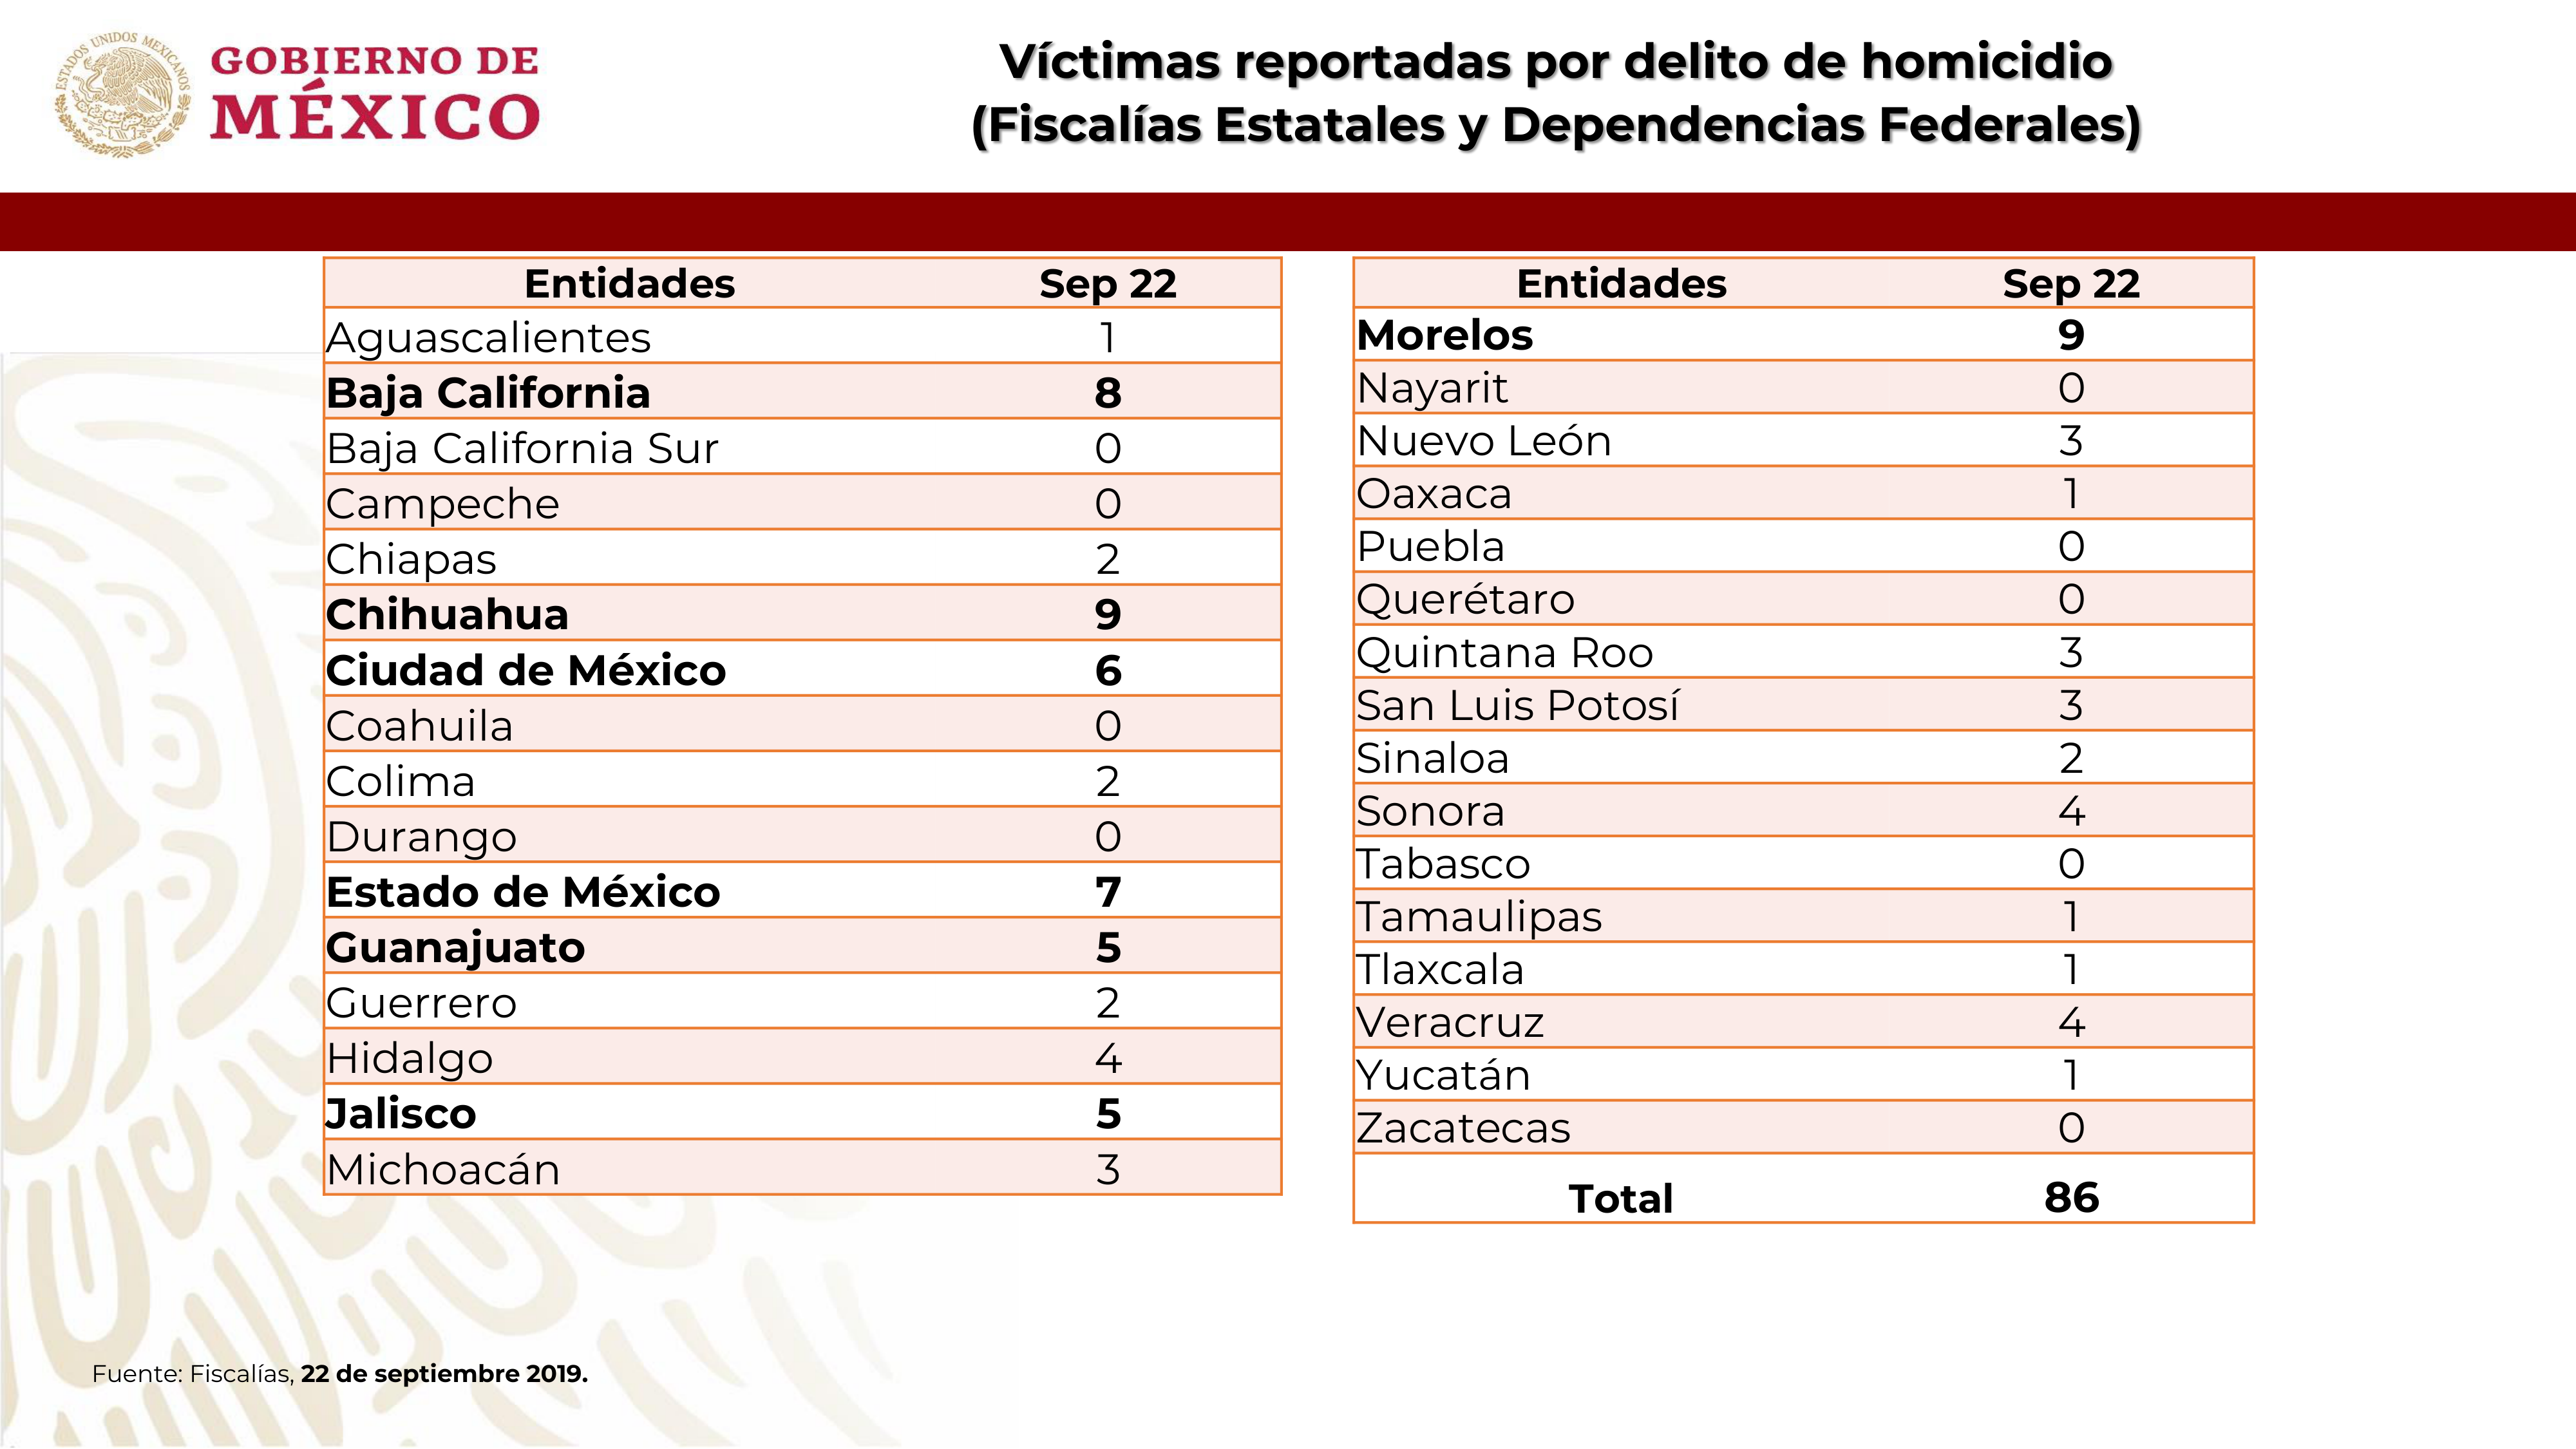 ESTADOS UNIDOS MEXICANOS
GOBIERNO DE
MÉXICO
Víctimas reportadas por delito de homicidio
(Fiscalías Estatales y Dependencias Federales)
Entidades Sep 22
Aguascalientes 1
Baja California 8
Baja California Sur 0
Campeche 0
Chiapas 2
Chihuahua 9
Ciudad de México 6
Coahuila 0
Colima 2
Durango 0
Estado de México 7
Guanajuato 5
Guerrero 2
Hidalgo 4
Jalisco 5
Michoacán 3
Entidades Sep 22
Morelos 9
Nayarit 0
Nuevo León 3
Oaxaca 1
Puebla 0
Querétaro 0
Quintana Roo 3
San Luis Potosí 3
Sinaloa 2
Sonora 4
Tabasco 0
Tamaulipas 1
Tlaxcala 1
Veracruz 4
Yucatán 1
Zacatecas 0
Total 86
Fuente: Fiscalías, 22 de septiembre 2019.